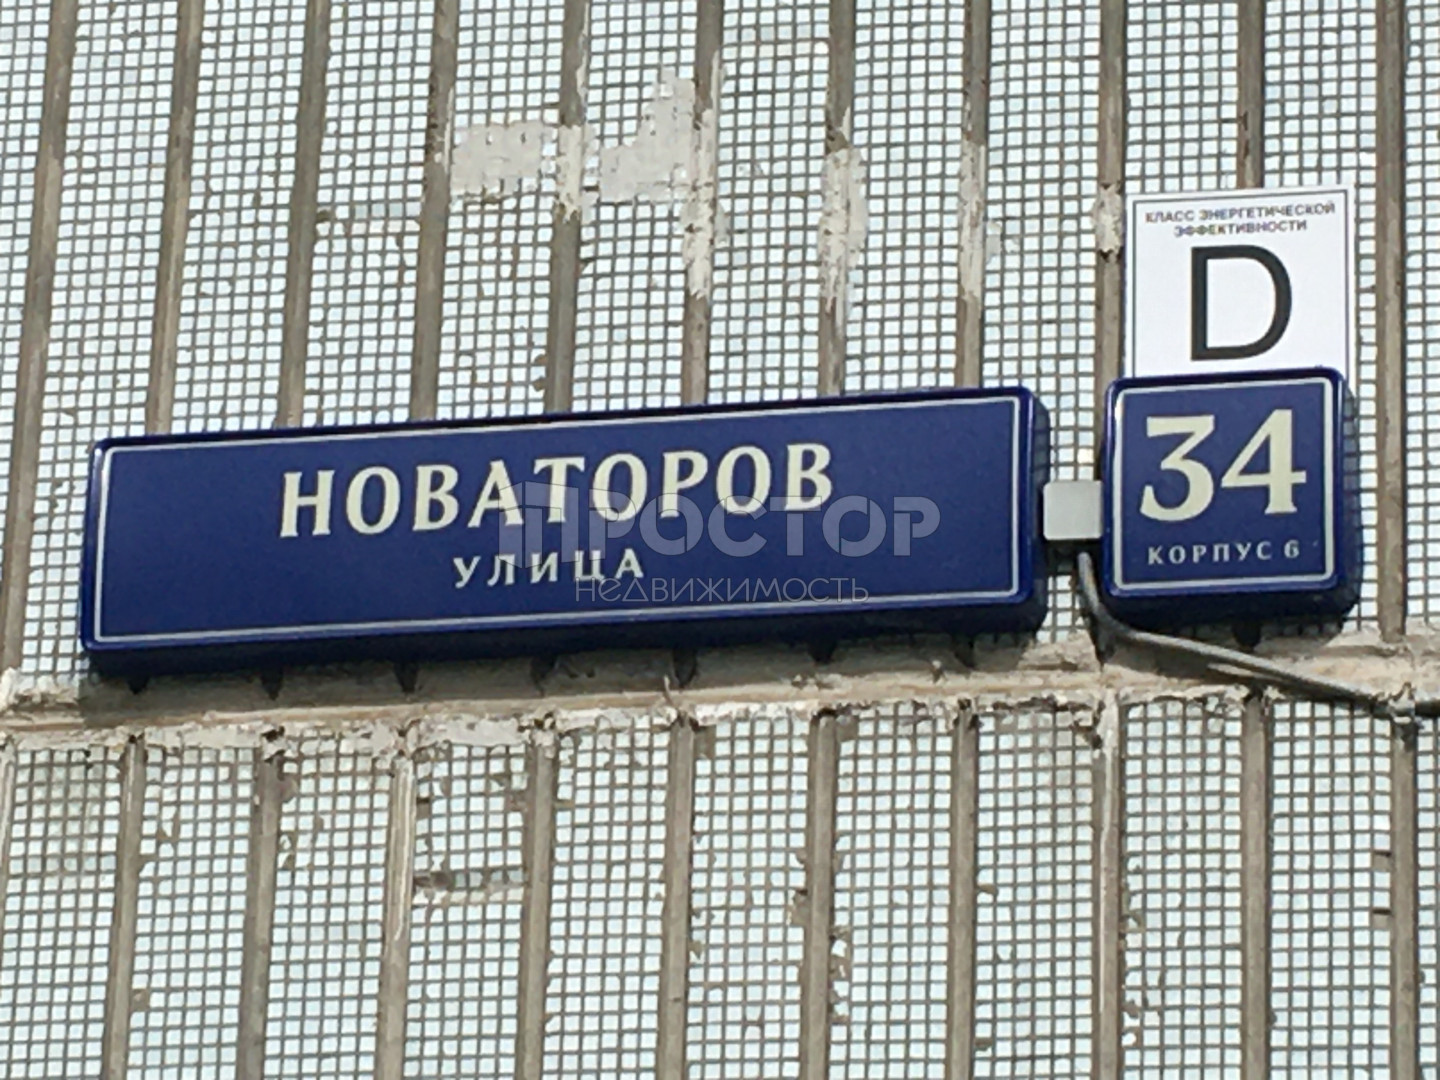 КЛАСС ЭНЕРГЕТИЧЕСКОЙ
ЭФФЕКТИВНОСТИ
D
НОВАТОРОВ
УЛИЦА
34
КОРПУС 6
ПРОСТОР
НЕДВИЖИМОСТЬ